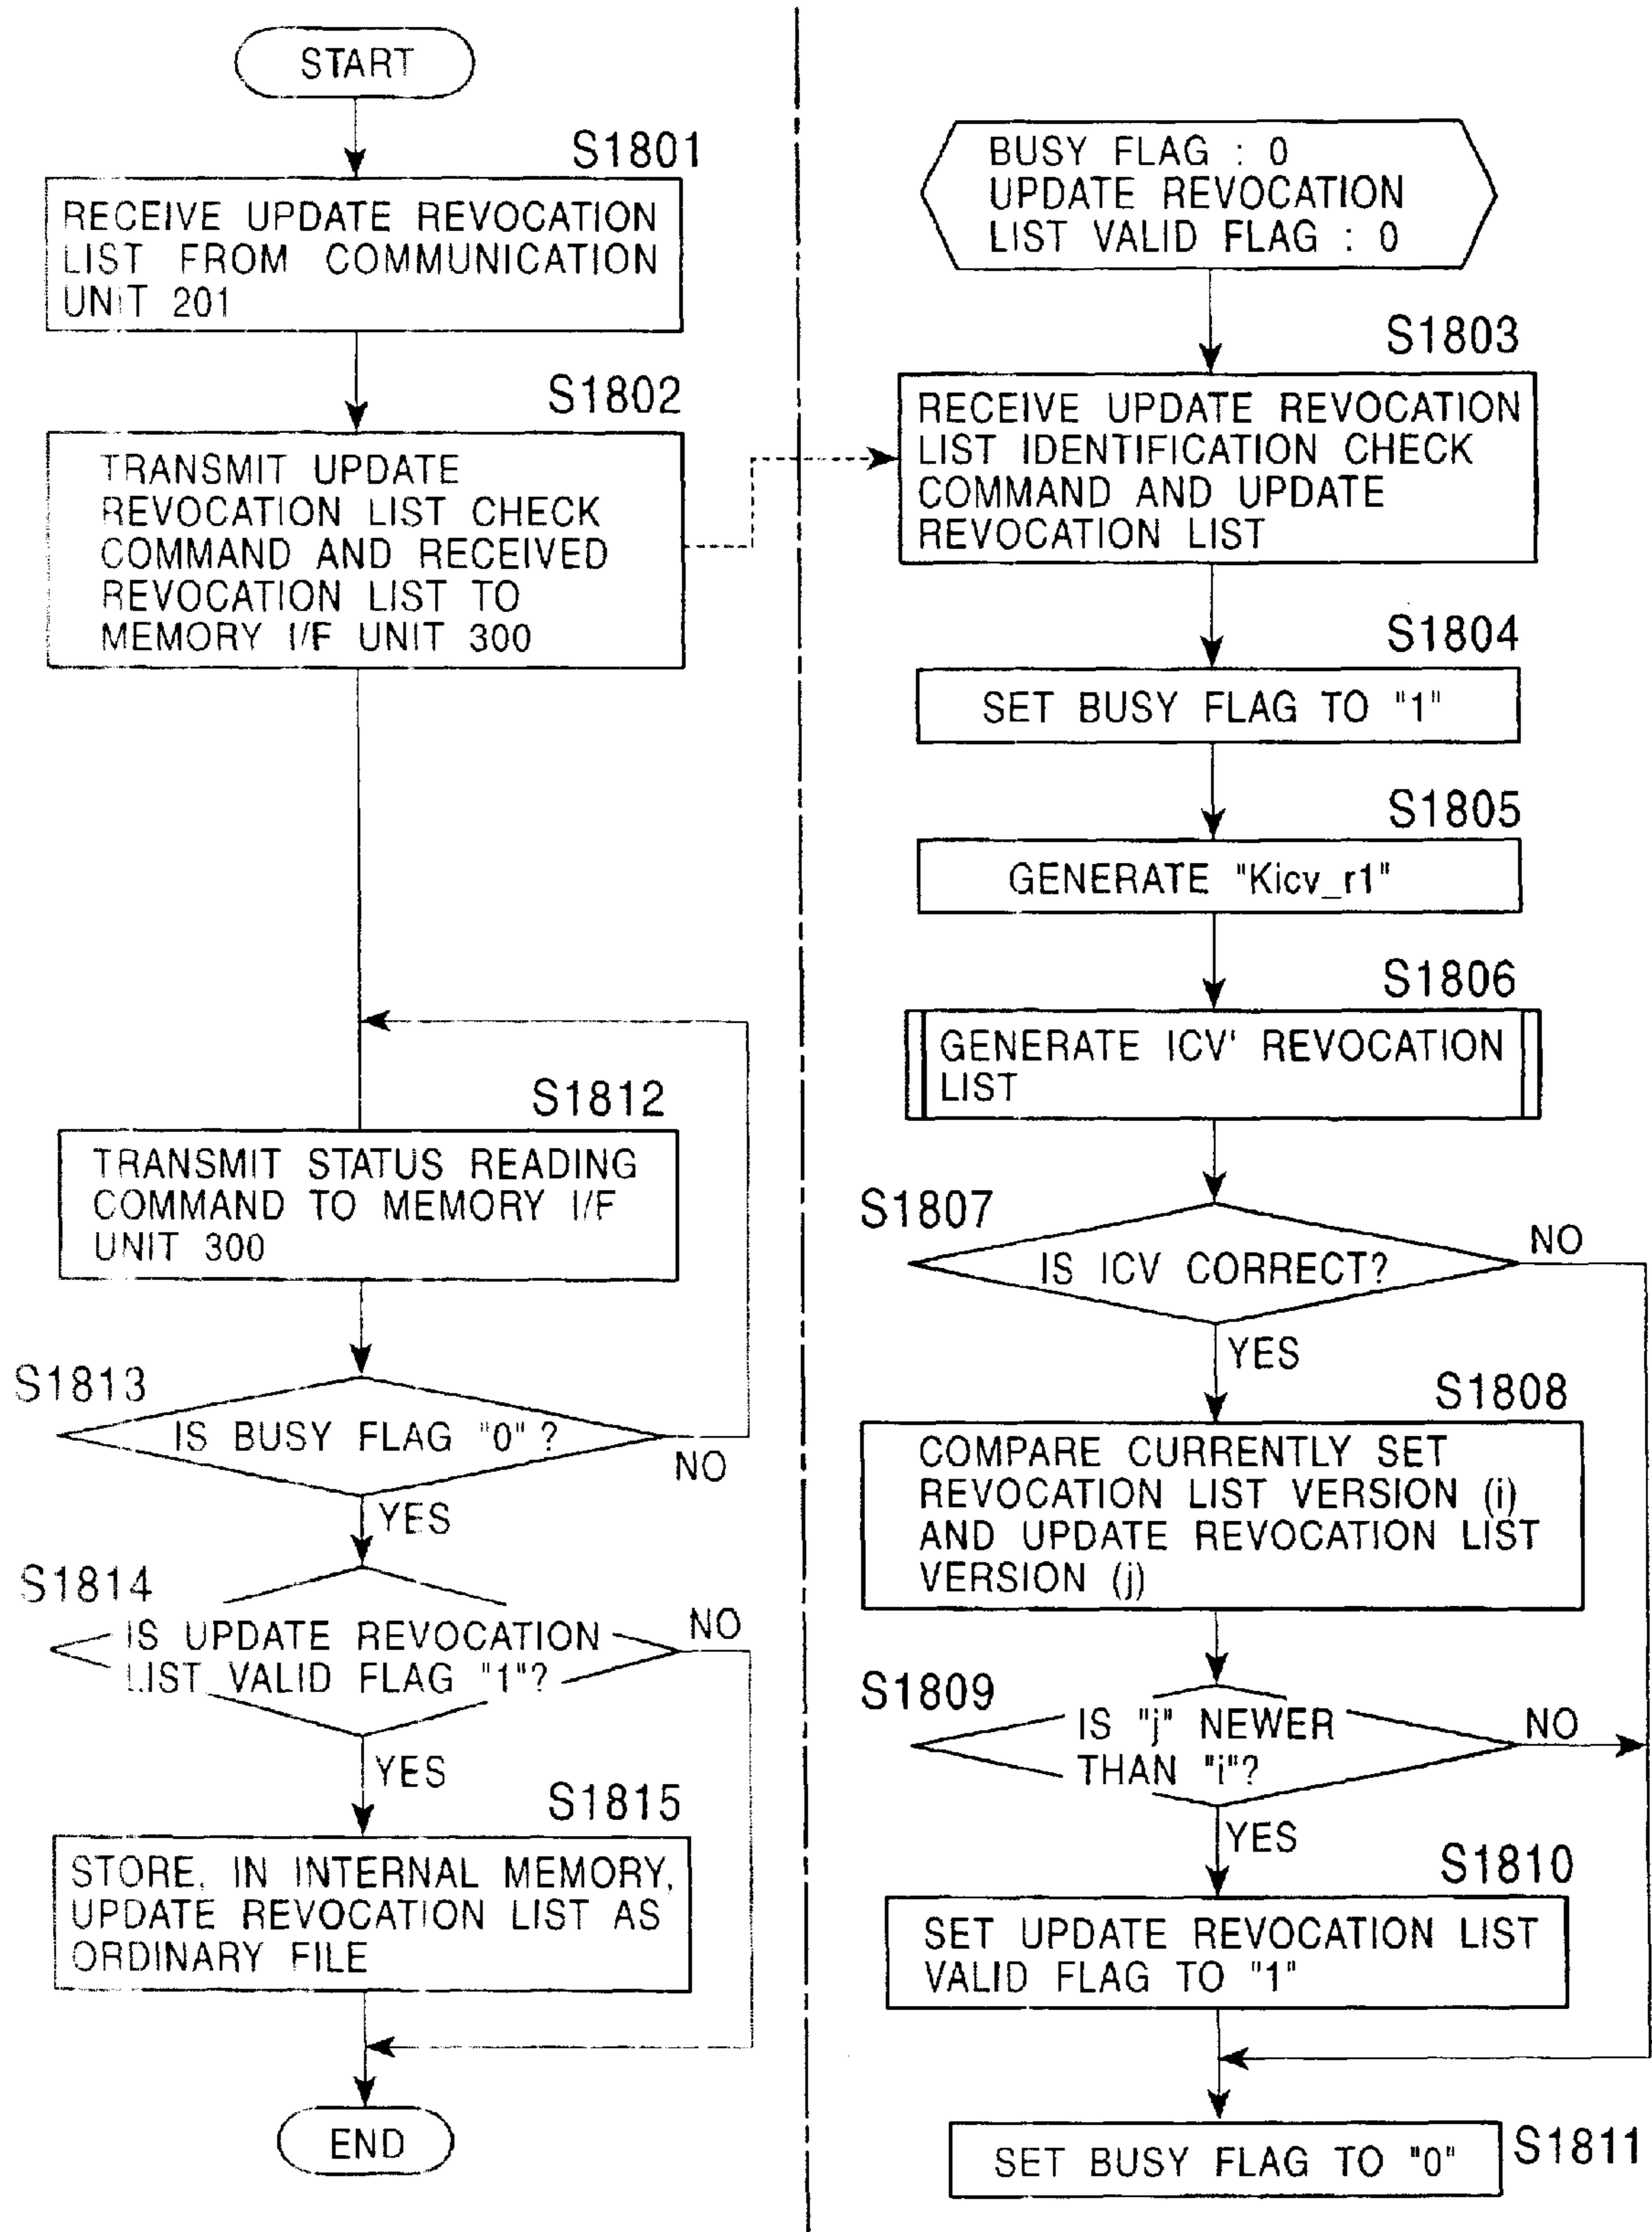 START
S1801
RECEIVE UPDATE REVOCATION
LIST FROM COMMUNICATION
UNIT 201
S1802
TRANSMIT UPDATE
REVOCATION LIST CHECK
COMMAND AND RECEIVED
REVOCATION LIST TO
MEMORY I/F UNIT 300
S1812
TRANSMIT STATUS READING
COMMAND TO MEMORY I/F
UNIT 300
S1813
IS BUSY FLAG "0"?
NO
YES
S1814
IS UPDATE REVOCATION
LIST VALID FLAG "1"?
NO
YES
S1815
STORE, IN INTERNAL MEMORY,
UPDATE REVOCATION LIST AS
ORDINARY FILE
END
BUSY FLAG : 0
UPDATE REVOCATION
LIST VALID FLAG : 0
S1803
RECEIVE UPDATE REVOCATION
LIST IDENTIFICATION CHECK
COMMAND AND UPDATE
REVOCATION LIST
S1804
SET BUSY FLAG TO "1"
S1805
GENERATE "Kicv_r1"
S1806
GENERATE ICV' REVOCATION
LIST
S1807
IS ICV CORRECT?
NO
YES
S1808
COMPARE CURRENTLY SET
REVOCATION LIST VERSION (i)
AND UPDATE REVOCATION LIST
VERSION (j)
S1809
IS "j" NEWER
THAN "i"?
NO
YES
S1810
SET UPDATE REVOCATION LIST
VALID FLAG TO "1"
SET BUSY FLAG TO "0"
S1811